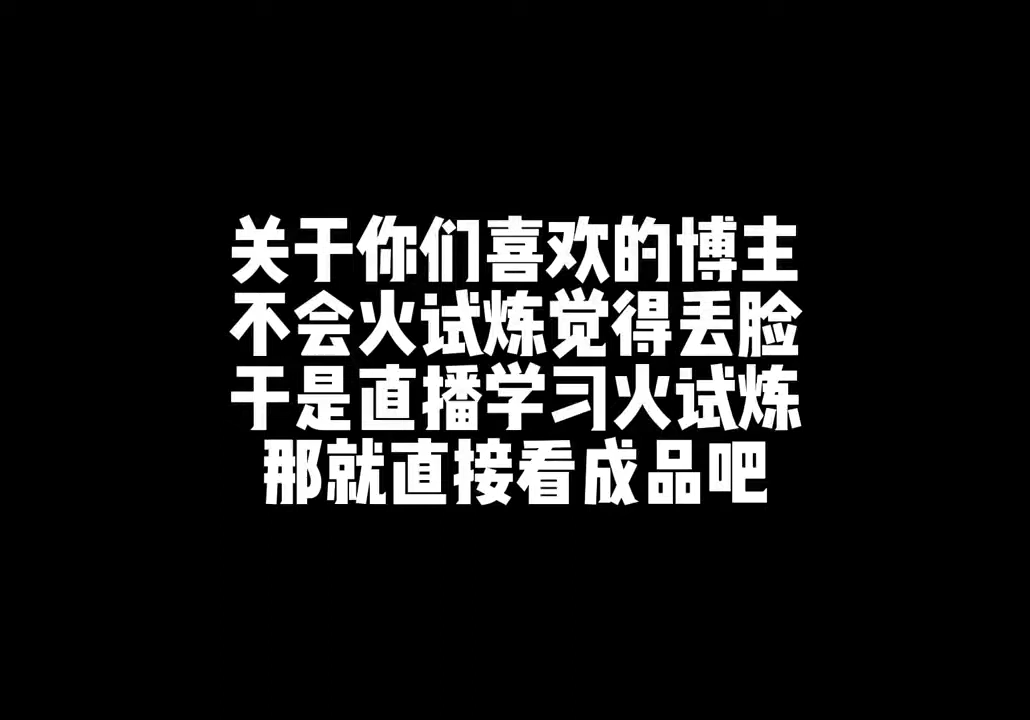 关于你们喜欢的博主
不会火试炼觉得丢脸
于是直播学习火试炼
那就直接看成品吧